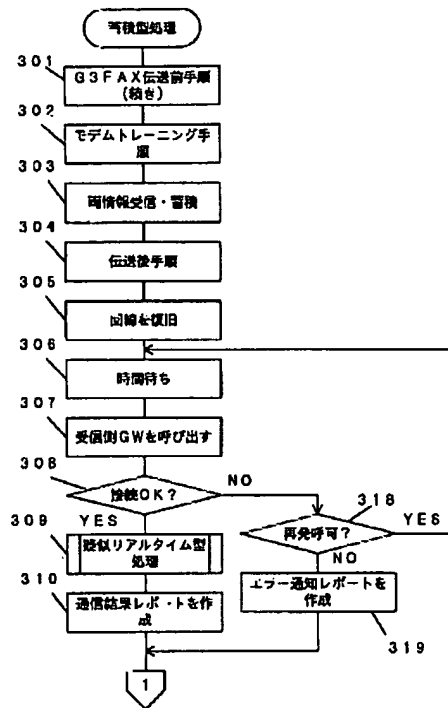 蓄積型処理
301
G3FAX伝送前手順
(続き)
302
モデムトレーニング手
順
303
画情報受信・蓄積
304
伝送後手順
305
回線を復旧
306
時間待ち
307
受信側GWを呼び出す
308
接続OK?
NO
318
YES
再発呼可?
YES
309
疑似リアルタイム型
処理
NO
310
通信結果レポートを作
成
エラー通知レポートを
作成
319
1